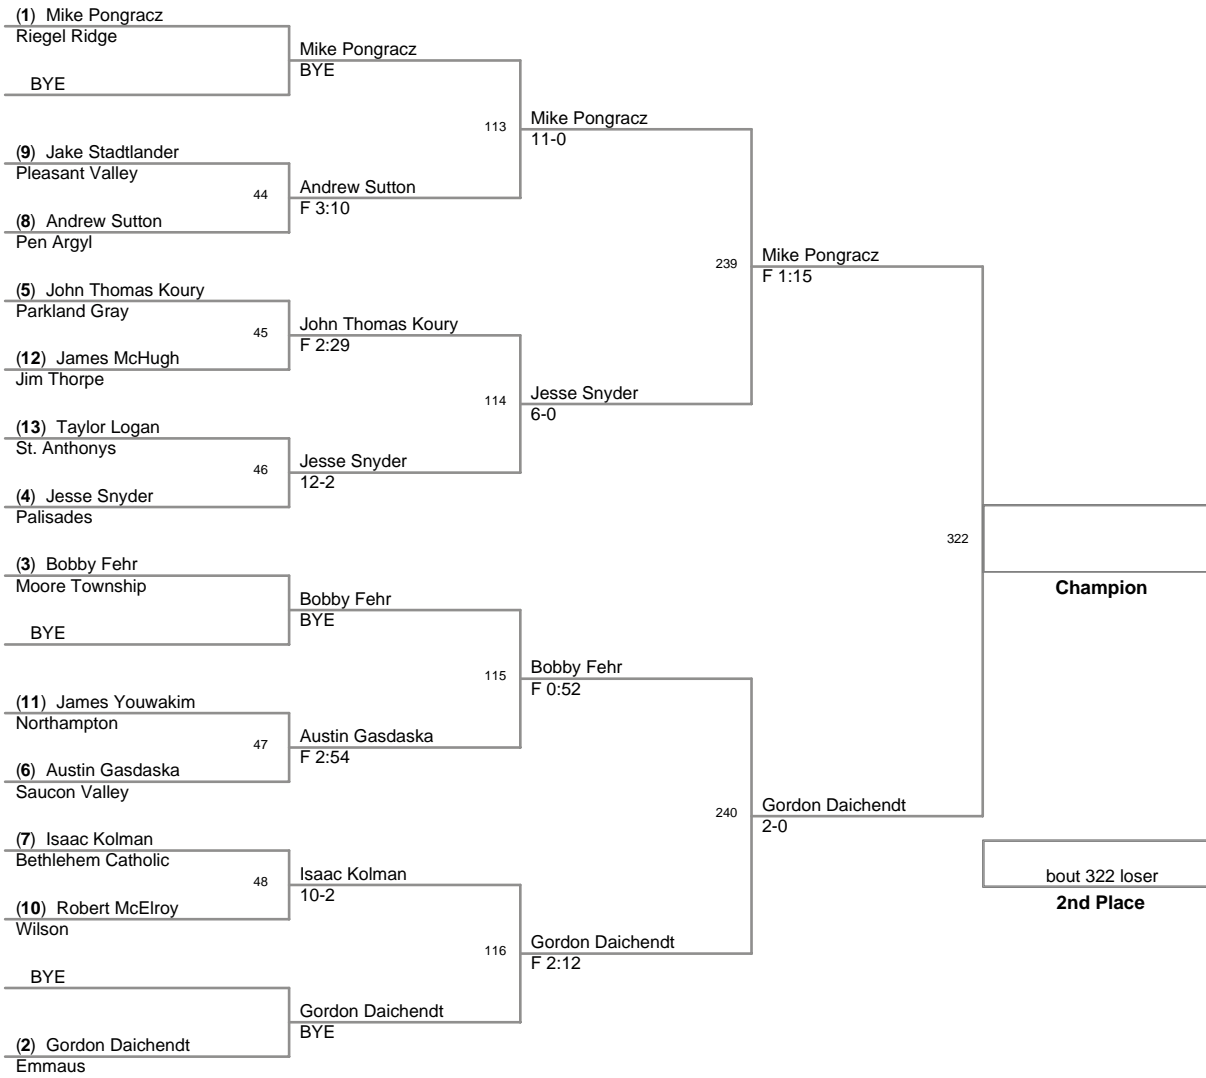 (1) Mike Pongracz
Riegel Ridge
BYE
(9) Jake Stadtlander
Pleasant Valley
44
(8) Andrew Sutton
Pen Argyl
(5) John Thomas Koury
Parkland Gray
45
(12) James McHugh
Jim Thorpe
(13) Taylor Logan
St. Anthonys
46
(4) Jesse Snyder
Palisades
(3) Bobby Fehr
Moore Township
BYE
(11) James Youwakim
Northampton
47
(6) Austin Gasdaska
Saucon Valley
(7) Isaac Kolman
Bethlehem Catholic
48
(10) Robert McElroy
Wilson
BYE
(2) Gordon Daichendt
Emmaus
Mike Pongracz
BYE
113
Andrew Sutton
F 3:10
John Thomas Koury
F 2:29
114
Jesse Snyder
12-2
Bobby Fehr
BYE
115
Austin Gasdaska
F 2:54
Isaac Kolman
10-2
116
Gordon Daichendt
BYE
Mike Pongracz
11-0
239
Jesse Snyder
6-0
Bobby Fehr
F 0:52
240
Gordon Daichendt
F 2:12
Mike Pongracz
F 1:15
322
Gordon Daichendt
2-0
Champion
bout 322 loser
2nd Place